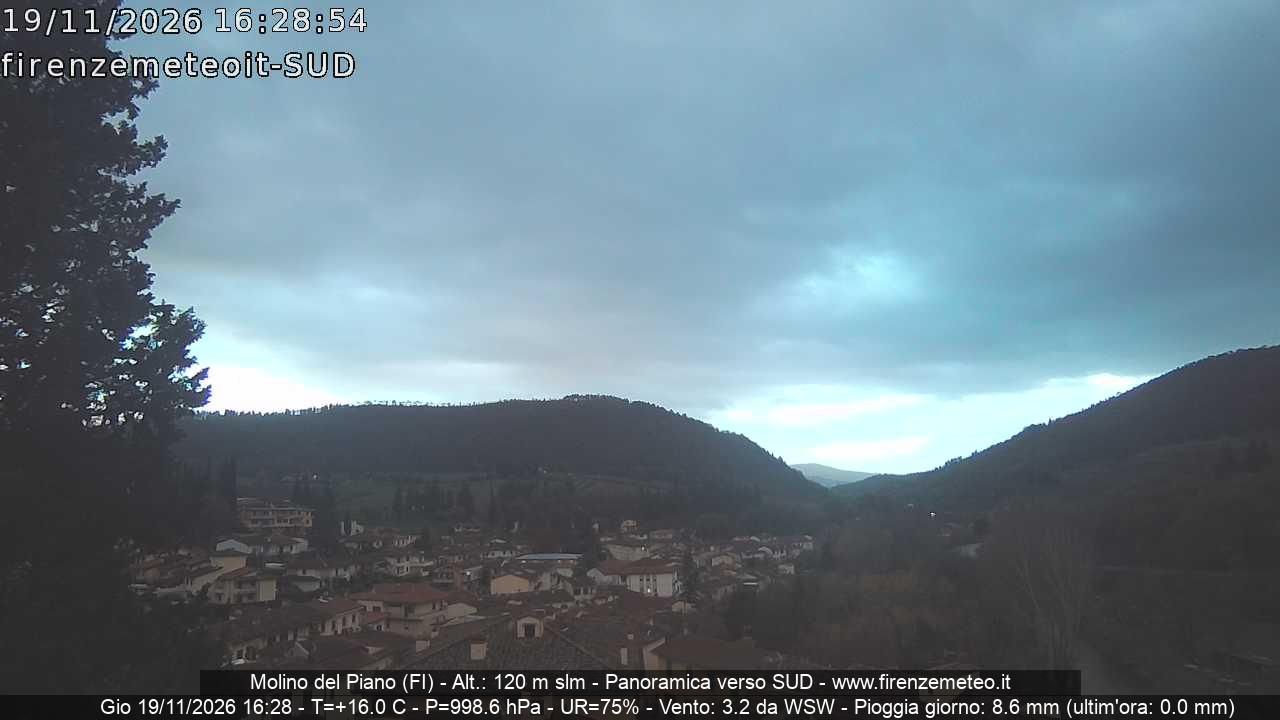 19/11/2026 16:28:54
firenzemeteoit-SUD
Molino del Piano (FI) - Alt.: 120 m slm - Panoramica verso SUD - www.firenzemeteo.it
Gio 19/11/2026 16:28 - T=+16.0 C - P=998.6 hPa - UR=75% - Vento: 3.2 da WSW - Pioggia giorno: 8.6 mm (ultim'ora: 0.0 mm)